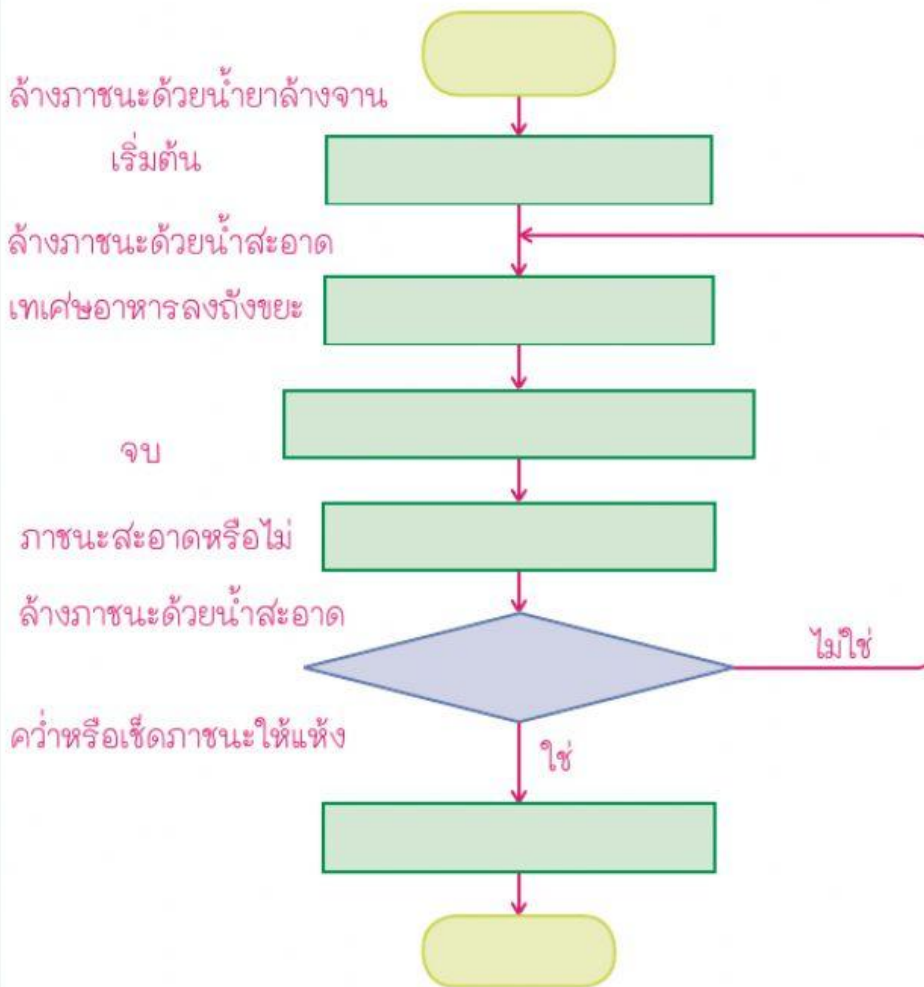 ล้างภาชนะด้วยน้ำยาล้างจาน
เริ่มต้น
ล้างภาชนะด้วยน้ำสะอาด
เทเศษอาหารลงถังขยะ
จบ
ภาชนะสะอาดหรือไม่
ล้างภาชนะด้วยน้ำสะอาด
ไม่ใช่
คว่ำหรือเช็ดภาชนะให้แห้ง
ใช่